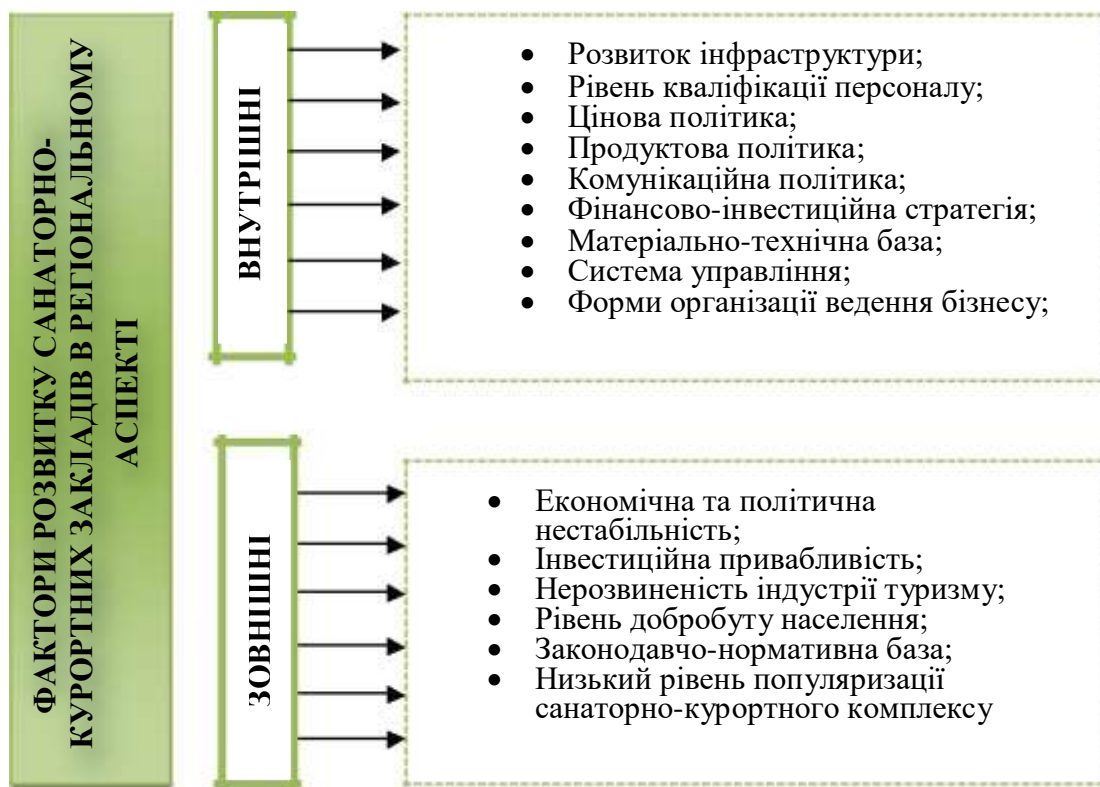 ФАКТОРИ РОЗВИТКУ САНАТОРНО-
КУРОРТНИХ ЗАКЛАДІВ В РЕГІОНАЛЬНОМУ
АСПЕКТІ
ВНУТРІШНІ
• Розвиток інфраструктури;
• Рівень кваліфікації персоналу;
• Цінова політика;
• Продуктова політика;
• Комунікаційна політика;
• Фінансово-інвестиційна стратегія;
• Матеріально-технічна база;
• Система управління;
• Форми організації ведення бізнесу;
ЗОВНІШНІ
• Економічна та політична
нестабільність;
• Інвестиційна привабливість;
• Нерозвиненість індустрії туризму;
• Рівень добробуту населення;
• Законодавчо-нормативна база;
• Низький рівень популяризації
санаторно-курортного комплексу